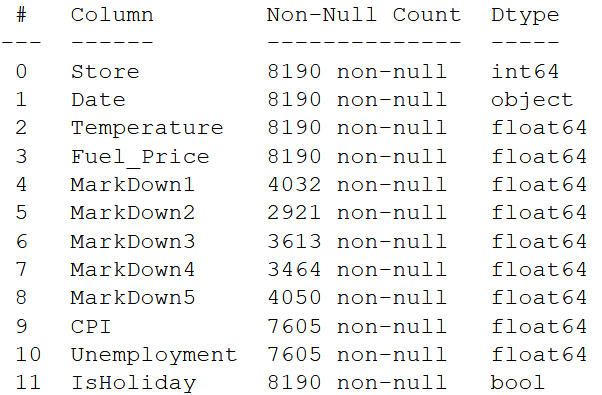 #   Column        Non-Null Count  Dtype
---  ------        --------------  -----
0   Store         8190 non-null   int64
1   Date          8190 non-null   object
2   Temperature   8190 non-null   float64
3   Fuel_Price    8190 non-null   float64
4   MarkDown1     4032 non-null   float64
5   MarkDown2     2921 non-null   float64
6   MarkDown3     3613 non-null   float64
7   MarkDown4     3464 non-null   float64
8   MarkDown5     4050 non-null   float64
9   CPI           7605 non-null   float64
10  Unemployment  7605 non-null   float64
11  IsHoliday     8190 non-null   bool